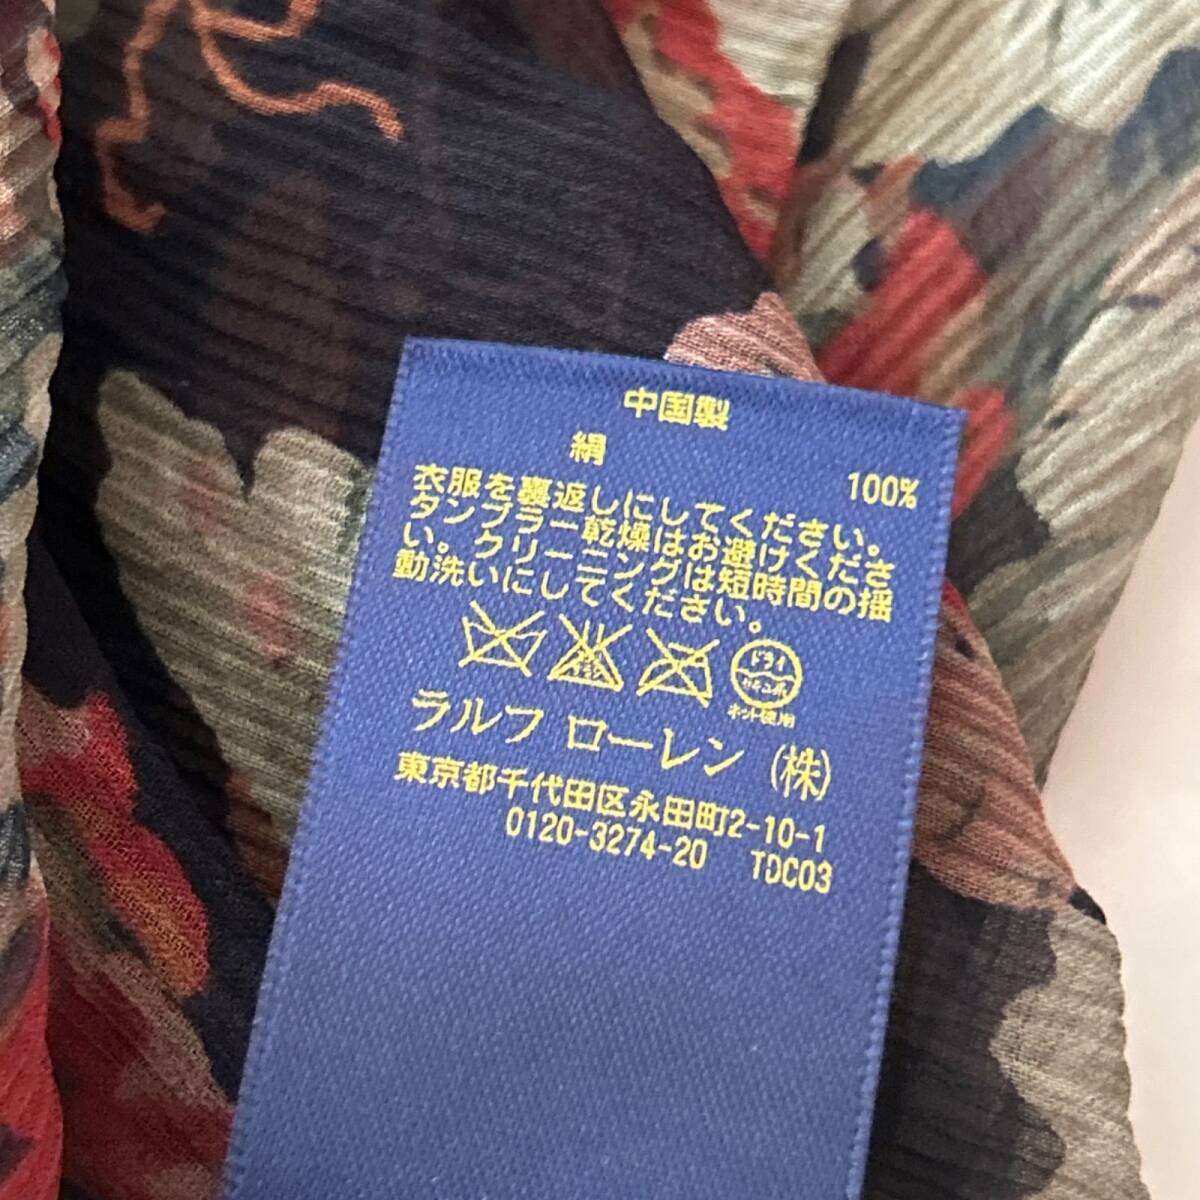 中国製
絹 100%
衣服を裏返しにしてください。
タンブラー乾燥はお避けくださ
い。クリーニングは短時間の揺
動洗いにしてください。
ドライ
セキユ系
ネット使用
ラルフ ローレン (株)
東京都千代田区永田町2-10-1
0120-3274-20 TDC03